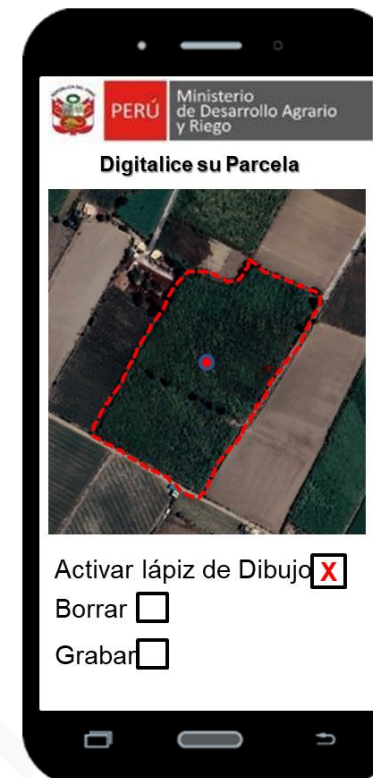 PERÚ
Ministerio
de Desarrollo Agrario
y Riego
Digitalice su Parcela
Activar lápiz de Dibujo X
Borrar
Grabar